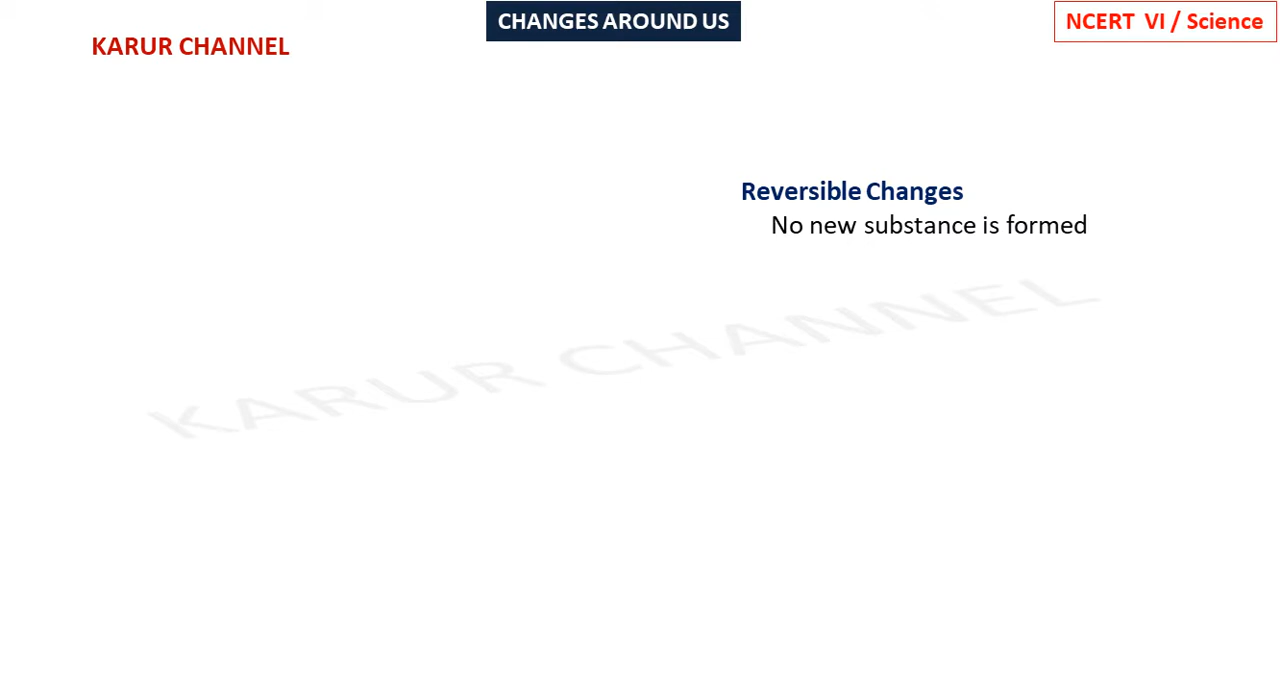 CHANGES AROUND US
NCERT VI / Science
KARUR CHANNEL
Reversible Changes
No new substance is formed
KARUR CHANNEL